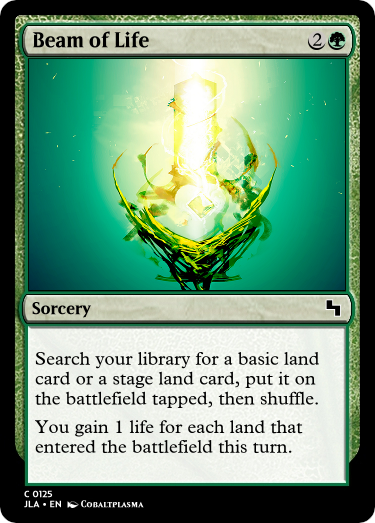 Beam of Life 2
Sorcery
Search your library for a basic land
card or a stage land card, put it on
the battlefield tapped, then shuffle.
You gain 1 life for each land that
entered the battlefield this turn.
C 0125
JLA • EN Cobaltplasma